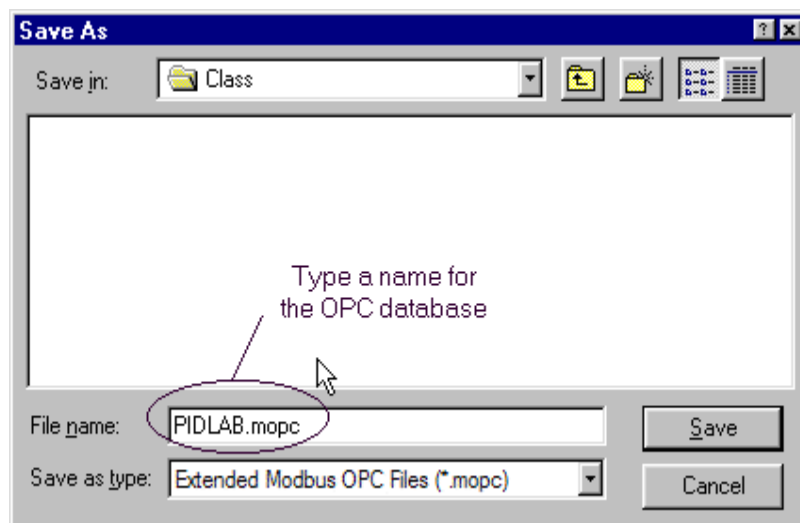 Save As
Save in: Class
Type a name for
the OPC database
File name: PIDLAB.mopc
Save
Save as type: Extended Modbus OPC Files (*.mopc)
Cancel